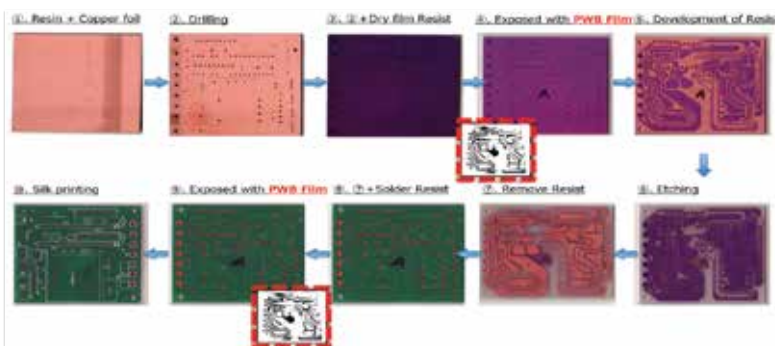 ①. Resin + Copper foil
②. Drilling
③. ②+Dry film Resist
④. Exposed with PWB Film
⑤. Development of Resis
⑩. Silk printing
⑨. Exposed with PWB Film
⑧. ⑦+Solder Resist
⑦. Remove Resist
⑥. Etching